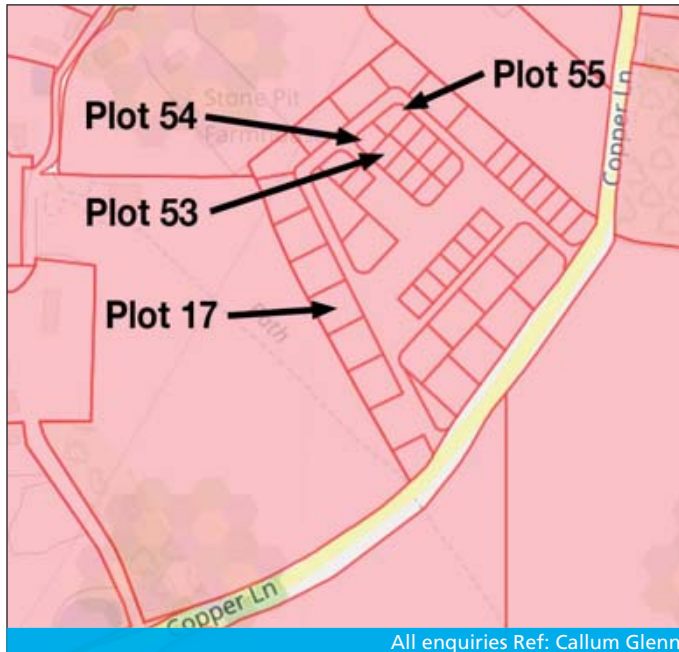 Plot 55
Stone Pit
Farmhouse
Plot 54
Copper Ln
Plot 53
Plot 17
path
Copper Ln
All enquiries Ref: Callum Glenn